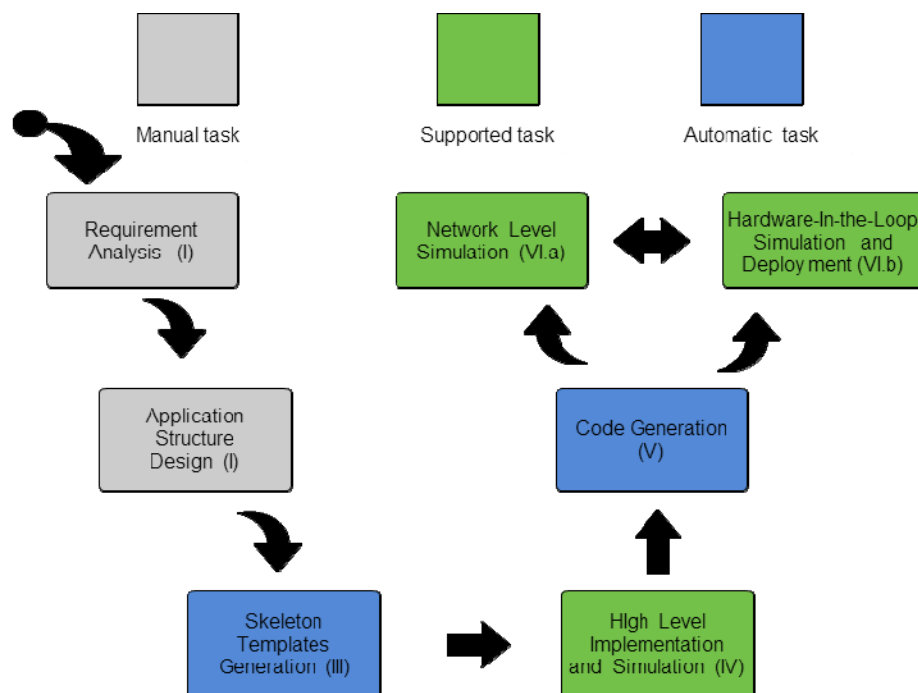 Manual task
Supported task
Automatic task
Requirement
Analysis (I)
Network Level
Simulation (VI.a)
Hardware-In-the-Loop
Simulation and
Deployment (VI.b)
Application
Structure
Design (I)
Code Generation
(V)
Skeleton
Templates
Generation (III)
HIgh Level
Implementation
and Simulation (IV)